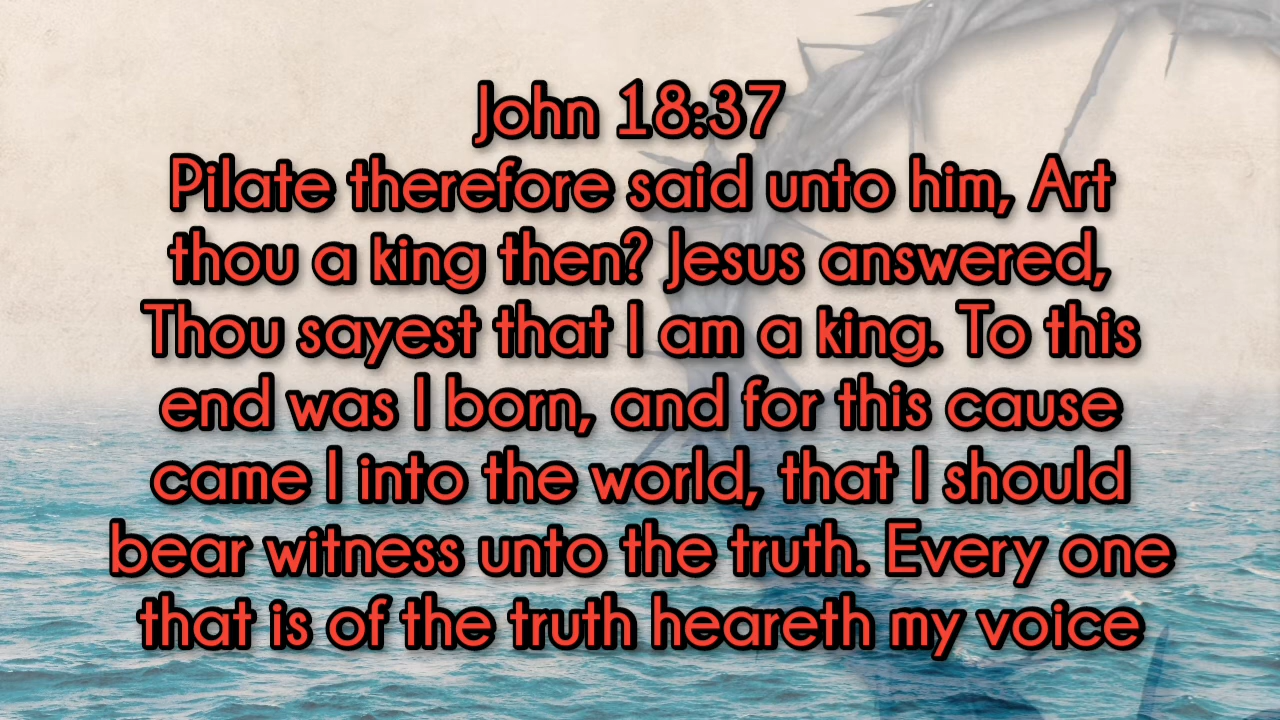 John 18:37
Pilate therefore said unto him, Art
thou a king then? Jesus answered,
Thou sayest that I am a king. To this
end was I born, and for this cause
came I into the world, that I should
bear witness unto the truth. Every one
that is of the truth heareth my voice